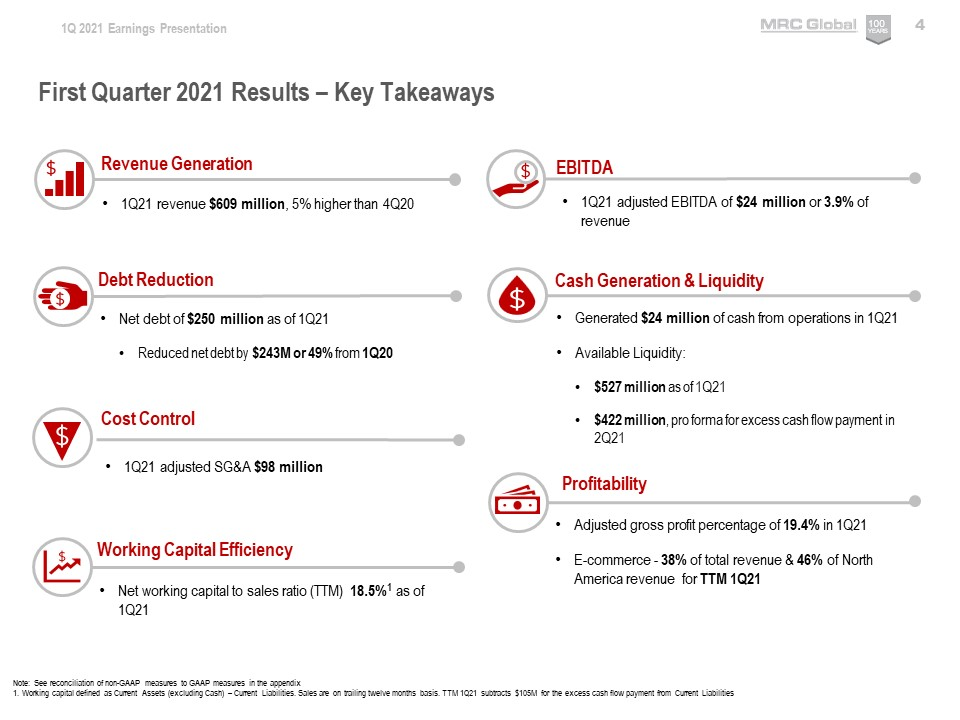 1Q 2021 Earnings Presentation
MRC Global
100
YEARS
4
First Quarter 2021 Results – Key Takeaways
$
Revenue Generation
• 1Q21 revenue $609 million, 5% higher than 4Q20
$
Debt Reduction
• Net debt of $250 million as of 1Q21
• Reduced net debt by $243M or 49% from 1Q20
$
Cost Control
• 1Q21 adjusted SG&A $98 million
$
Working Capital Efficiency
• Net working capital to sales ratio (TTM) 18.5%1 as of
1Q21
$
EBITDA
• 1Q21 adjusted EBITDA of $24 million or 3.9% of
revenue
$
Cash Generation & Liquidity
• Generated $24 million of cash from operations in 1Q21
• Available Liquidity:
• $527 million as of 1Q21
• $422 million, pro forma for excess cash flow payment in
2Q21
Profitability
• Adjusted gross profit percentage of 19.4% in 1Q21
• E-commerce - 38% of total revenue & 46% of North
America revenue for TTM 1Q21
Note: See reconciliation of non-GAAP measures to GAAP measures in the appendix
1. Working capital defined as Current Assets (excluding Cash) – Current Liabilities. Sales are on trailing twelve months basis. TTM 1Q21 subtracts $105M for the excess cash flow payment from Current Liabilities